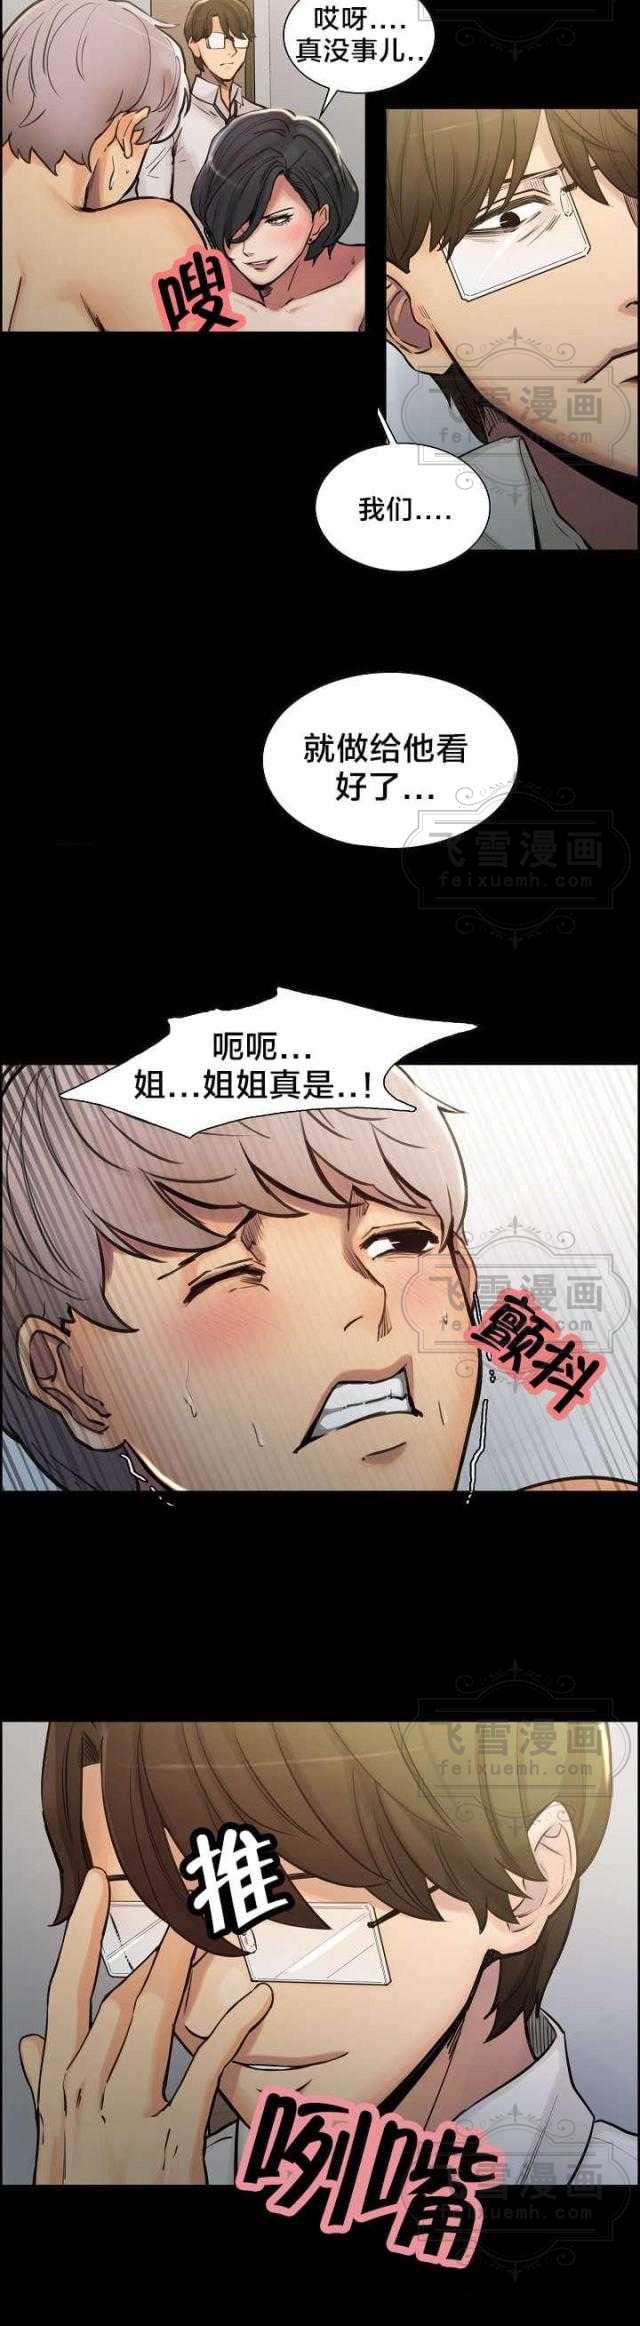 哎呀....
真没事儿..
嗖
飞雪漫画
feixuemh.com
我们....
就做给他看
好了...
飞雪漫画
feixuemh.com
呃呃...
姐...姐姐真是..!
飞雪漫画
颤抖
飞雪漫画
feixuemh.com
推
咧嘴
飞雪漫画
feixuemh.com